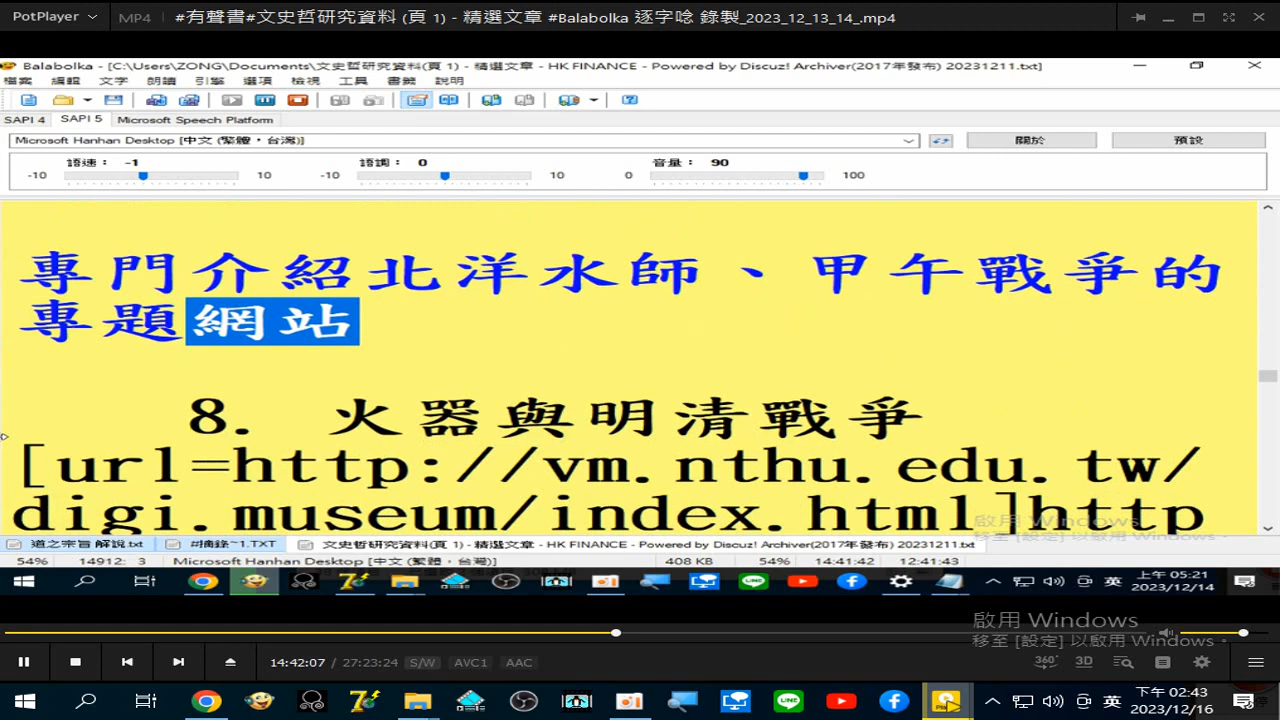 PotPlayer MP4 #有聲書#文史哲研究資料 (頁 1) - 精選文章 #Balabolka 逐字唸 錄製_2023_12_13_14_.mp4
Balabolka - [C:\Users\ZONG\Documents\文史哲研究資料(頁 1) - 精選文章 - HK FINANCE - Powered by Discuz! Archiver(2017年發布) 20231211.txt]
檔案 編輯 文字 朗讀 引擎 選項 檢視 工具 書籤 說明
SAPI 4 SAPI 5 Microsoft Speech Platform
Microsoft Hanhan Desktop [中文 (繁體，台灣)] 關於 預設
語速： -1 語調： 0 音量： 90
-10 10 -10 10 0 100
專門介紹北洋水師、甲午戰爭的
專題網站
8. 火器與明清戰爭
[url=http://vm.nthu.edu.tw/
digi.museum/index.html]http
啟用 Windows
移至 [設定] 以啟用 Windows。
道之宗旨 解說.txt #摘錄~1.TXT 文史哲研究資料(頁 1) - 精選文章 - HK FINANCE - Powered by Discuz! Archiver(2017年發布) 20231211.txt
54% 14912: 3 Microsoft Hanhan Desktop [中文 (繁體，台灣)] 408 KB 54% 14:41:42 12:41:43
英 上午 05:21
2023/12/14
啟用 Windows
移至 [設定] 以啟用 Windows。
14:42:07 / 27:23:24 S/W AVC1 AAC 360° 3D
英 下午 02:43
2023/12/16